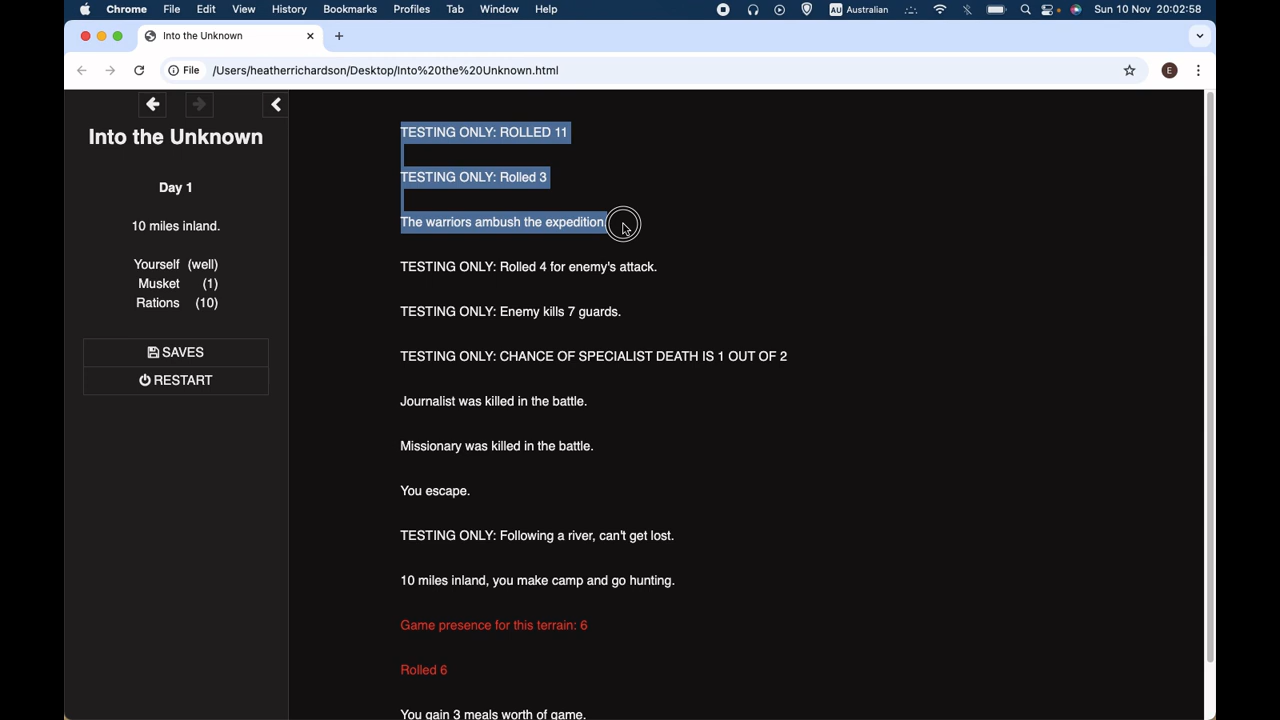 Chrome File Edit View History Bookmarks Profiles Tab Window Help AU Australian Sun 10 Nov 20:02:58
Into the Unknown
File /Users/heatherrichardson/Desktop/Into%20the%20Unknown.html E
Into the Unknown
Day 1
10 miles inland.
Yourself (well)
Musket (1)
Rations (10)
SAVES
RESTART
TESTING ONLY: ROLLED 11
TESTING ONLY: Rolled 3
The warriors ambush the expedition.
TESTING ONLY: Rolled 4 for enemy's attack.
TESTING ONLY: Enemy kills 7 guards.
TESTING ONLY: CHANCE OF SPECIALIST DEATH IS 1 OUT OF 2
Journalist was killed in the battle.
Missionary was killed in the battle.
You escape.
TESTING ONLY: Following a river, can't get lost.
10 miles inland, you make camp and go hunting.
Game presence for this terrain: 6
Rolled 6
You gain 3 meals worth of game.